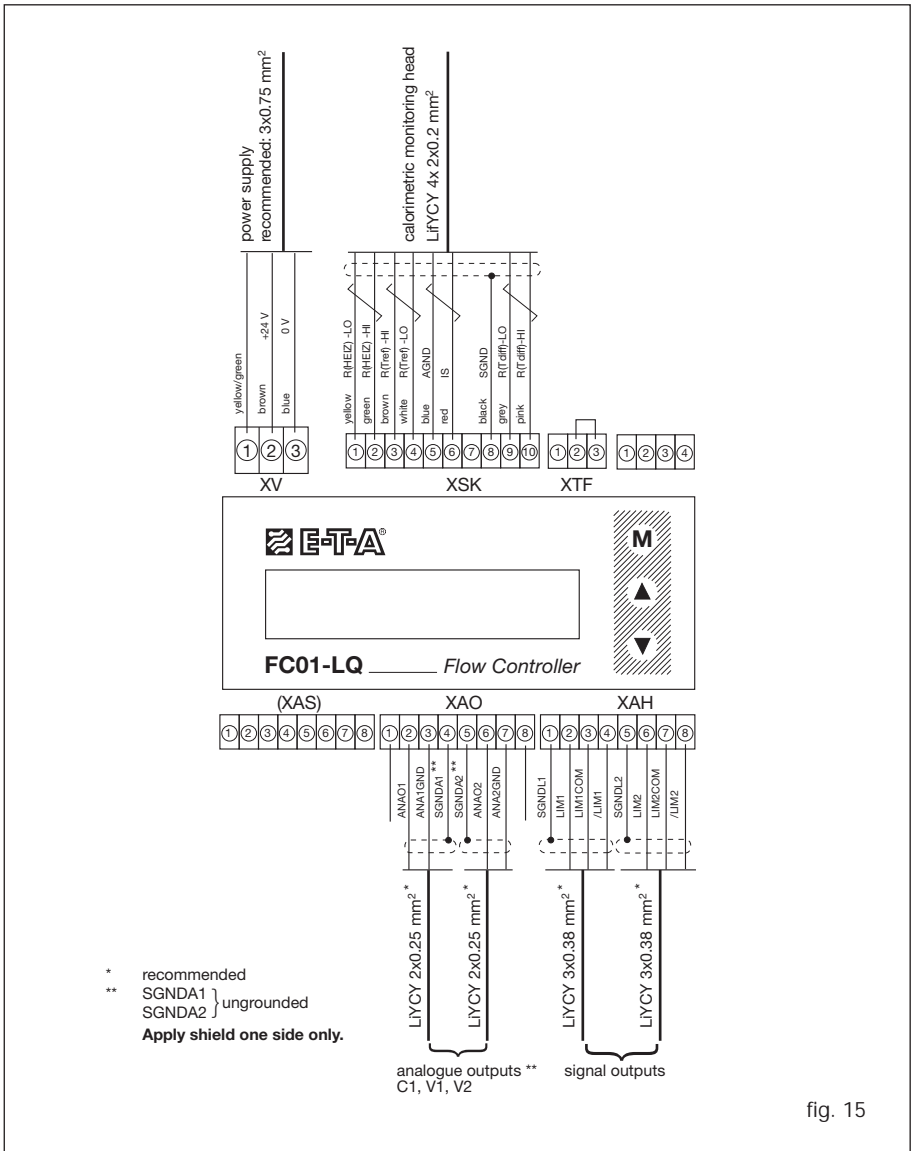 power supply
recommended: 3x0.75 mm²
calorimetric monitoring head
LifYCY 4x 2x0.2 mm²
yellow/green
brown +24 V
blue 0 V
yellow R(HEIZ) -LO
green R(HEIZ) -HI
brown R(Tref) -HI
white R(Tref) -LO
blue AGND
red IS
black SGND
grey R(Tdiff)-LO
pink R(Tdiff)-HI
1 2 3
1 2 3 4 5 6 7 8 9 10
1 2 3
1 2 3 4
XV
XSK
XTF
E-T-A®
M
▲
▼
FC01-LQ ______ Flow Controller
(XAS)
XAO
XAH
1 2 3 4 5 6 7 8
1 2 3 4 5 6 7 8
1 2 3 4 5 6 7 8
ANAO1
ANA1GND
SGNDA1 **
SGNDA2 **
ANAO2
ANA2GND
SGNDL1
LIM1
LIM1COM
/LIM1
SGNDL2
LIM2
LIM2COM
/LIM2
LiYCY 2x0.25 mm² *
LiYCY 2x0.25 mm² *
LiYCY 3x0.38 mm² *
LiYCY 3x0.38 mm² *
* recommended
** SGNDA1
SGNDA2 } ungrounded
Apply shield one side only.
analogue outputs **
C1, V1, V2
signal outputs
fig. 15